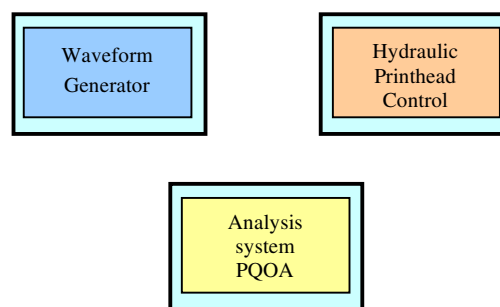 Waveform
Generator
Hydraulic
Printhead
Control
Analysis
system
PQOA